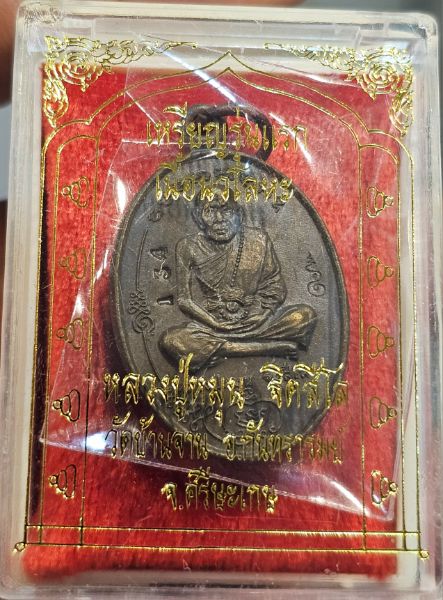 เหรียญรุ่นแรก
เนื้อนวโลหะ
154
หลวงปู่หมุน ฐิตสีโล
วัดบ้านจาน อ.กันทรารมย์
จ.ศรีษะเกษ